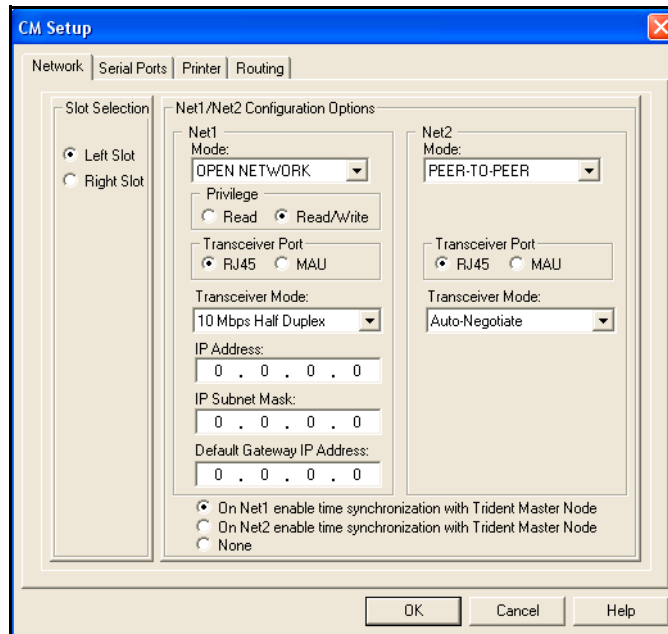 CM Setup
Network Serial Ports Printer Routing
Slot Selection
Left Slot
Right Slot
Net1/Net2 Configuration Options
Net1
Mode:
OPEN NETWORK
Privilege
Read Read/Write
Transceiver Port
RJ45 MAU
Transceiver Mode:
10 Mbps Half Duplex
IP Address:
0 . 0 . 0 . 0
IP Subnet Mask:
0 . 0 . 0 . 0
Default Gateway IP Address:
0 . 0 . 0 . 0
Net2
Mode:
PEER-TO-PEER
Transceiver Port
RJ45 MAU
Transceiver Mode:
Auto-Negotiate
On Net1 enable time synchronization with Trident Master Node
On Net2 enable time synchronization with Trident Master Node
None
OK Cancel Help